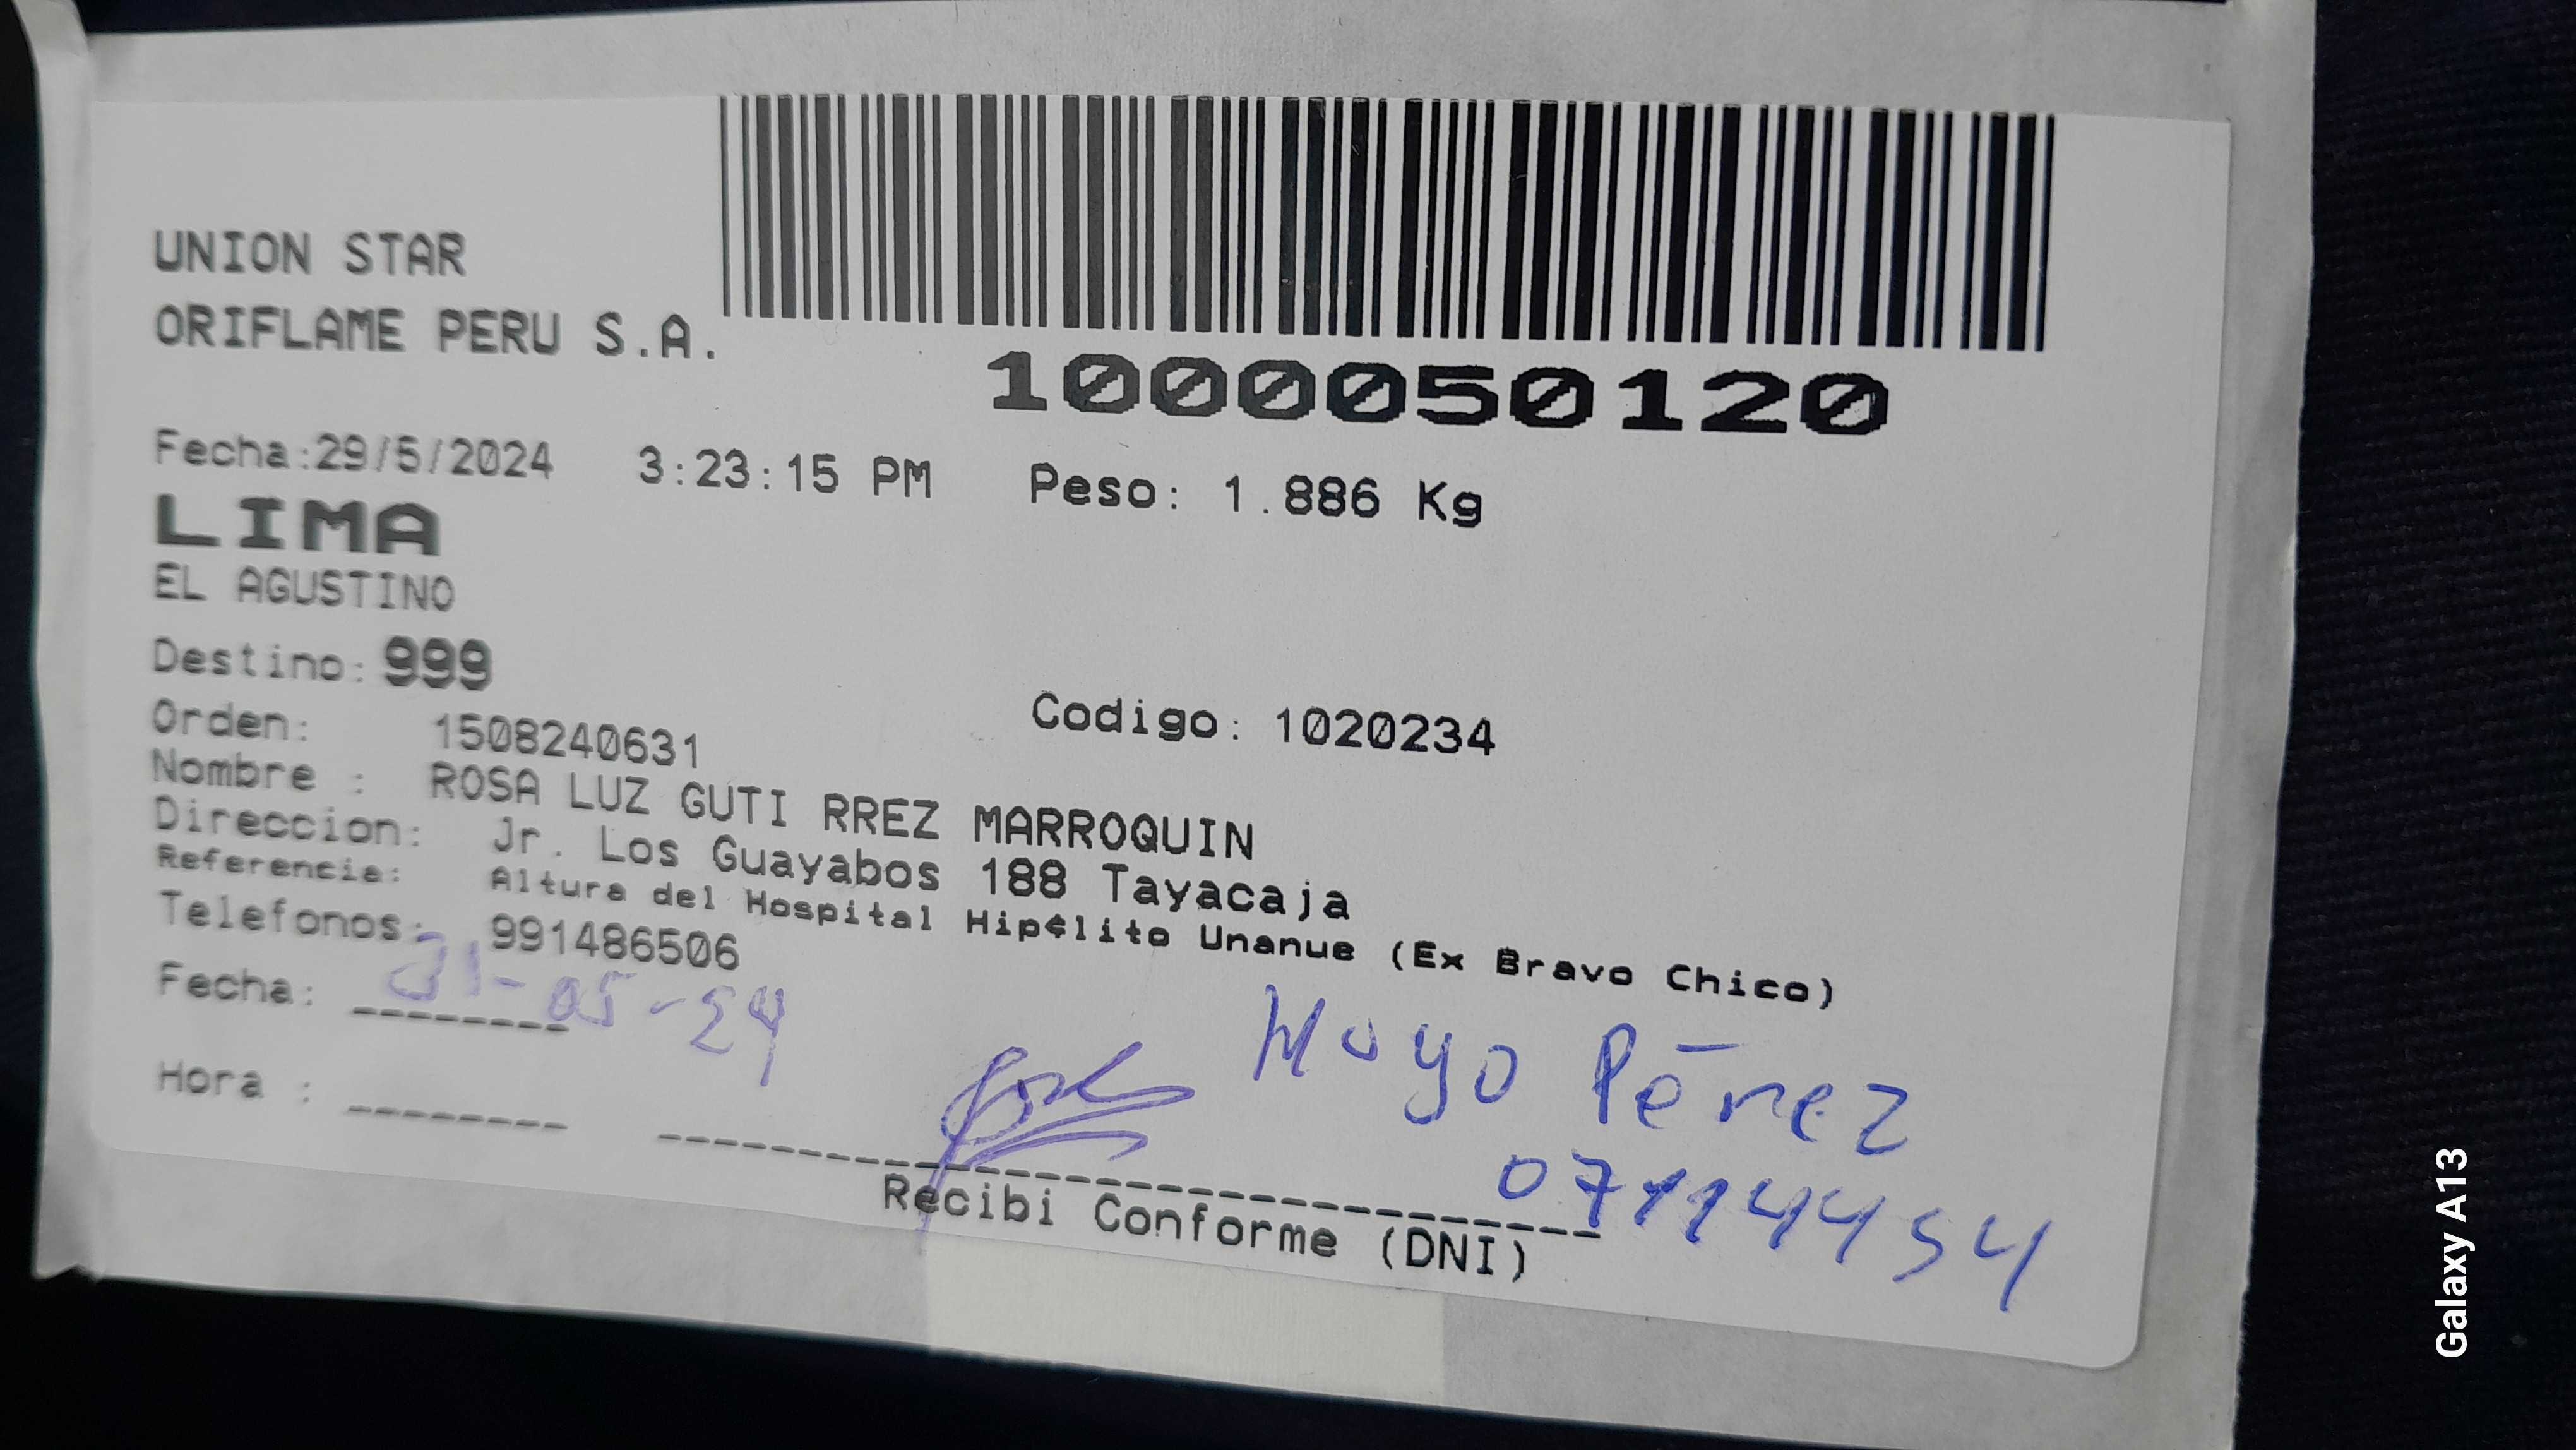 UNION STAR
ORIFLAME PERU S.A.
1000050120
Fecha:29/5/2024 3:23:15 PM Peso: 1.886 Kg
LIMA
EL AGUSTINO
Destino: 999
Orden: 1508240631 Codigo: 1020234
Nombre : ROSA LUZ GUTI RREZ MARROQUIN
Direccion: Jr. Los Guayabos 188 Tayacaja
Referencia: Altura del Hospital Hip¢lito Unanue (Ex Bravo Chico)
Telefonos: 991486506
Fecha: 31-05-24
Hugo Pérez
Hora :
07114454
Recibi Conforme (DNI)
Galaxy A13